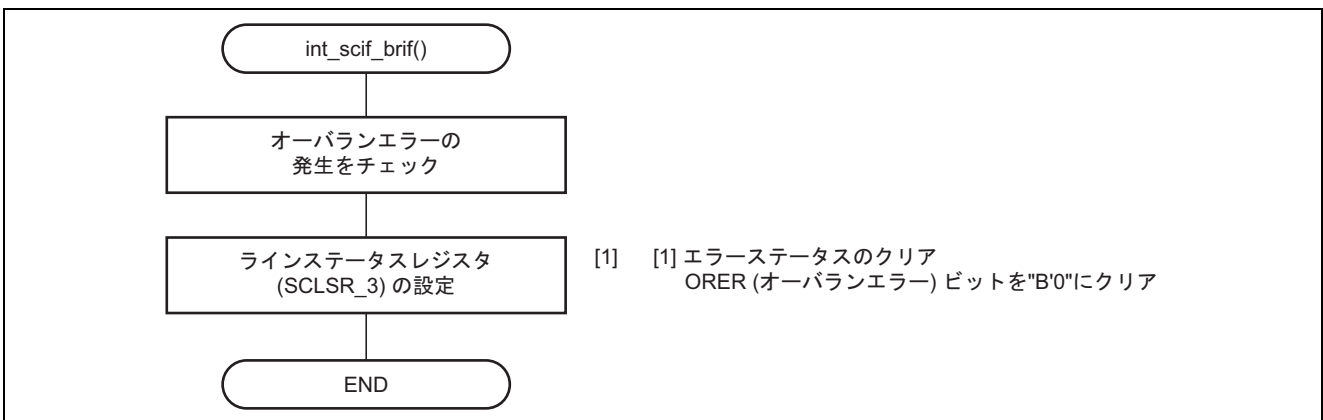 int_scif_brif()
オーバランエラーの
発生をチェック
ラインステータスレジスタ
(SCLSR_3) の設定
[1] [1] エラーステータスのクリア
ORER (オーバランエラー) ビットを"B'0"にクリア
END